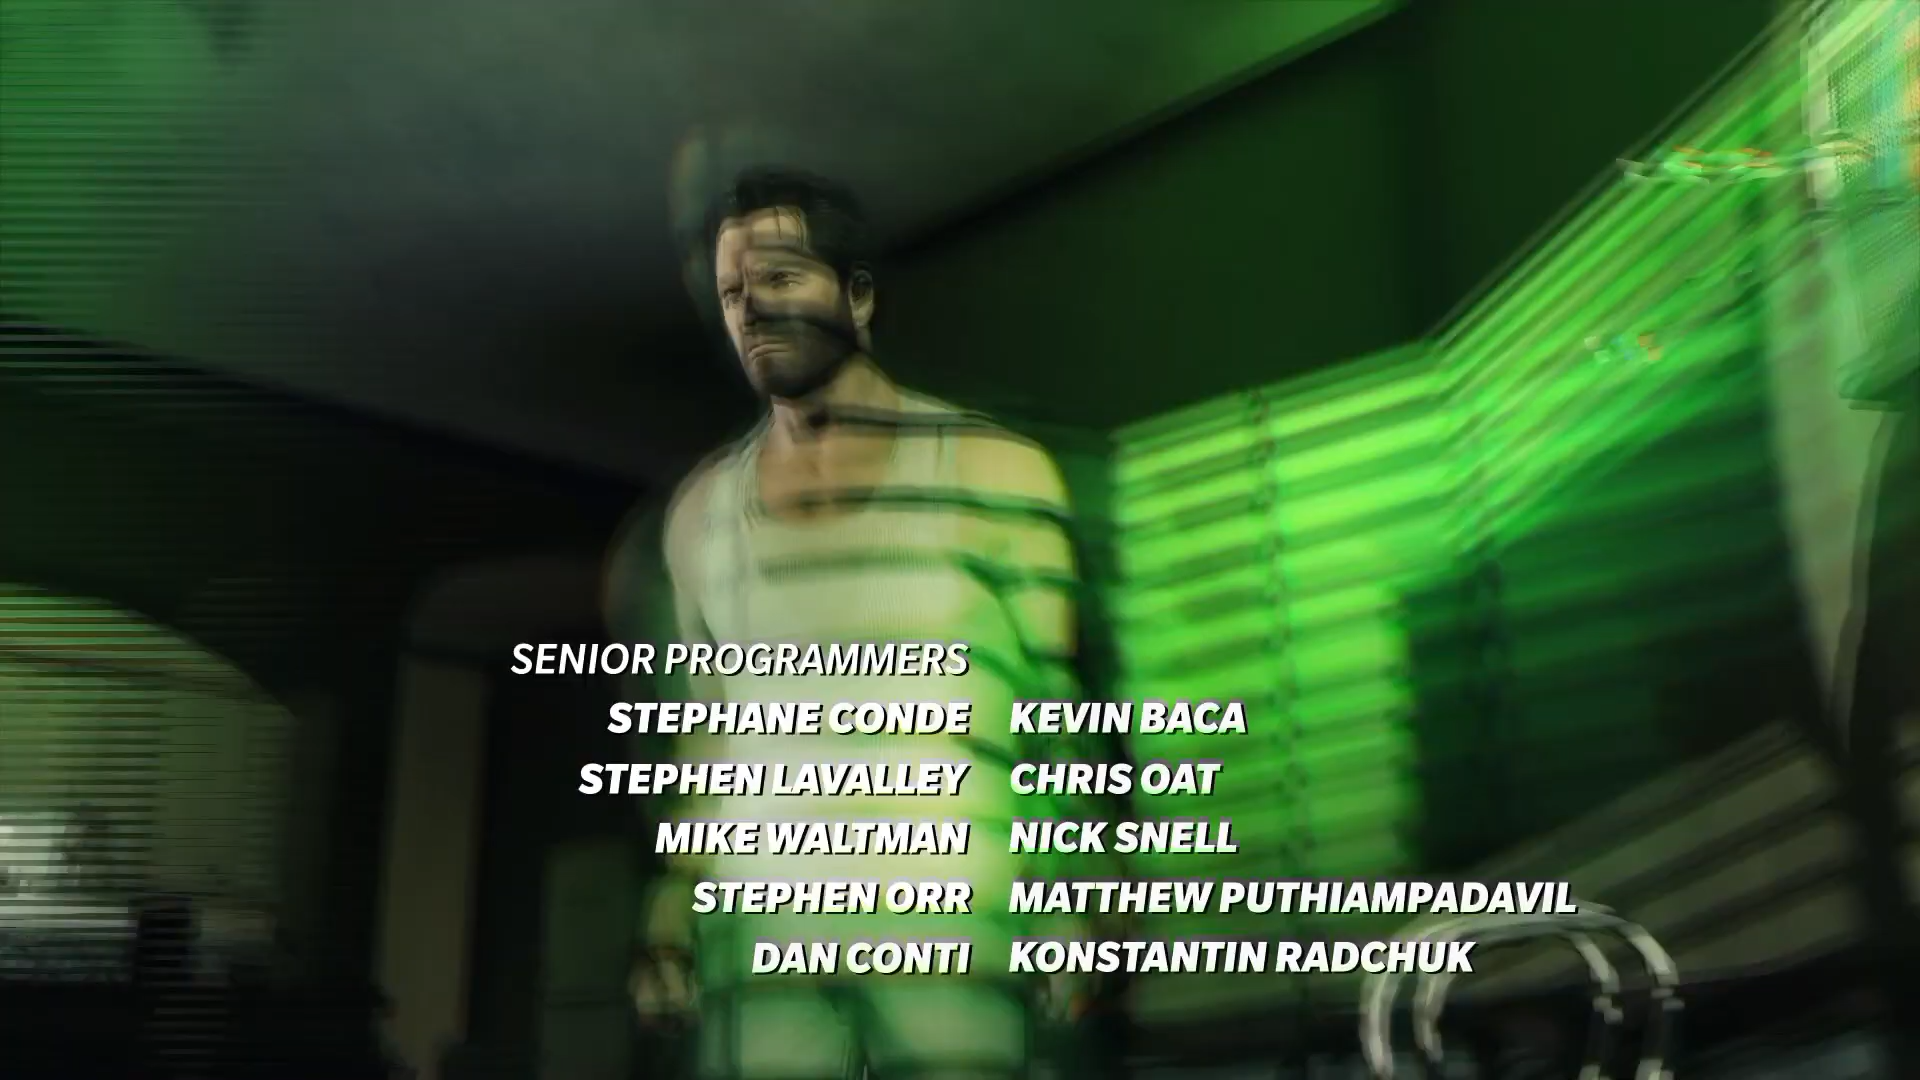 SENIOR PROGRAMMERS
STEPHANE CONDE KEVIN BACA
STEPHEN LAVALLEY CHRIS OAT
MIKE WALTMAN NICK SNELL
STEPHEN ORR MATTHEW PUTHIAMPADAVIL
DAN CONTI KONSTANTIN RADCHUK